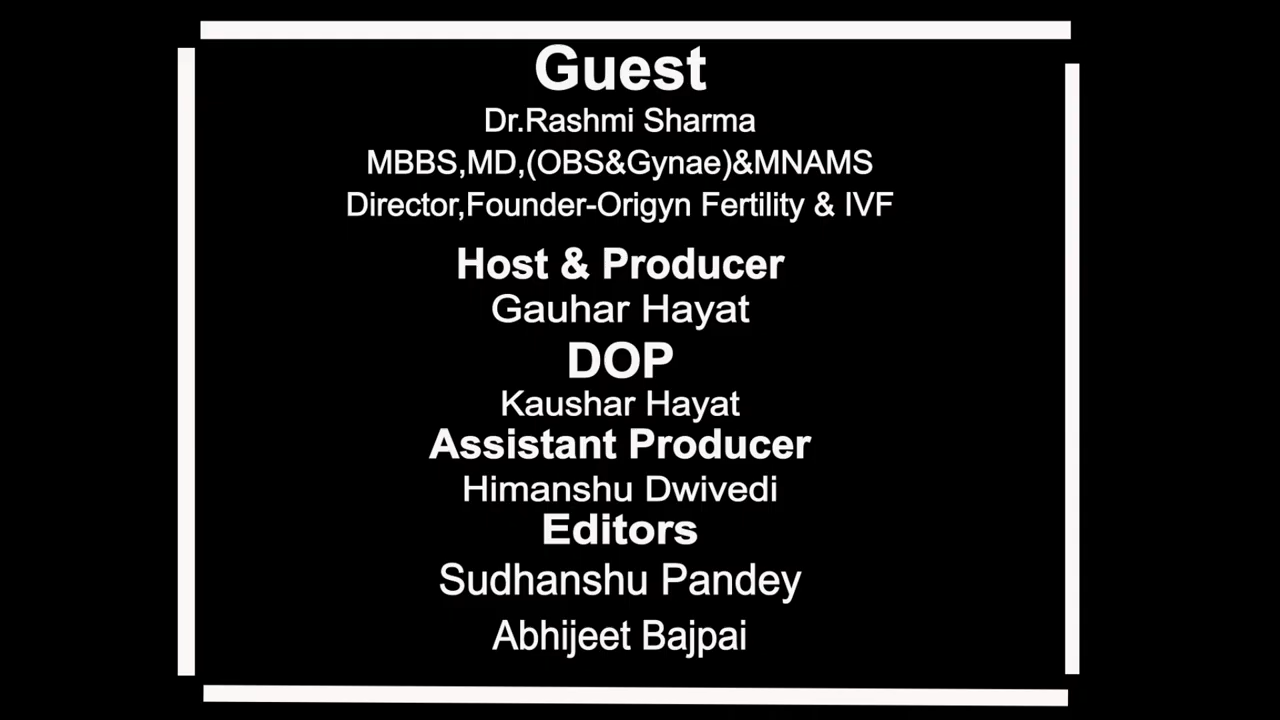 Guest
Dr.Rashmi Sharma
MBBS,MD,(OBS&Gynae)&MNAMS
Director,Founder-Origyn Fertility & IVF
Host & Producer
Gauhar Hayat
DOP
Kaushar Hayat
Assistant Producer
Himanshu Dwivedi
Editors
Sudhanshu Pandey
Abhijeet Bajpai